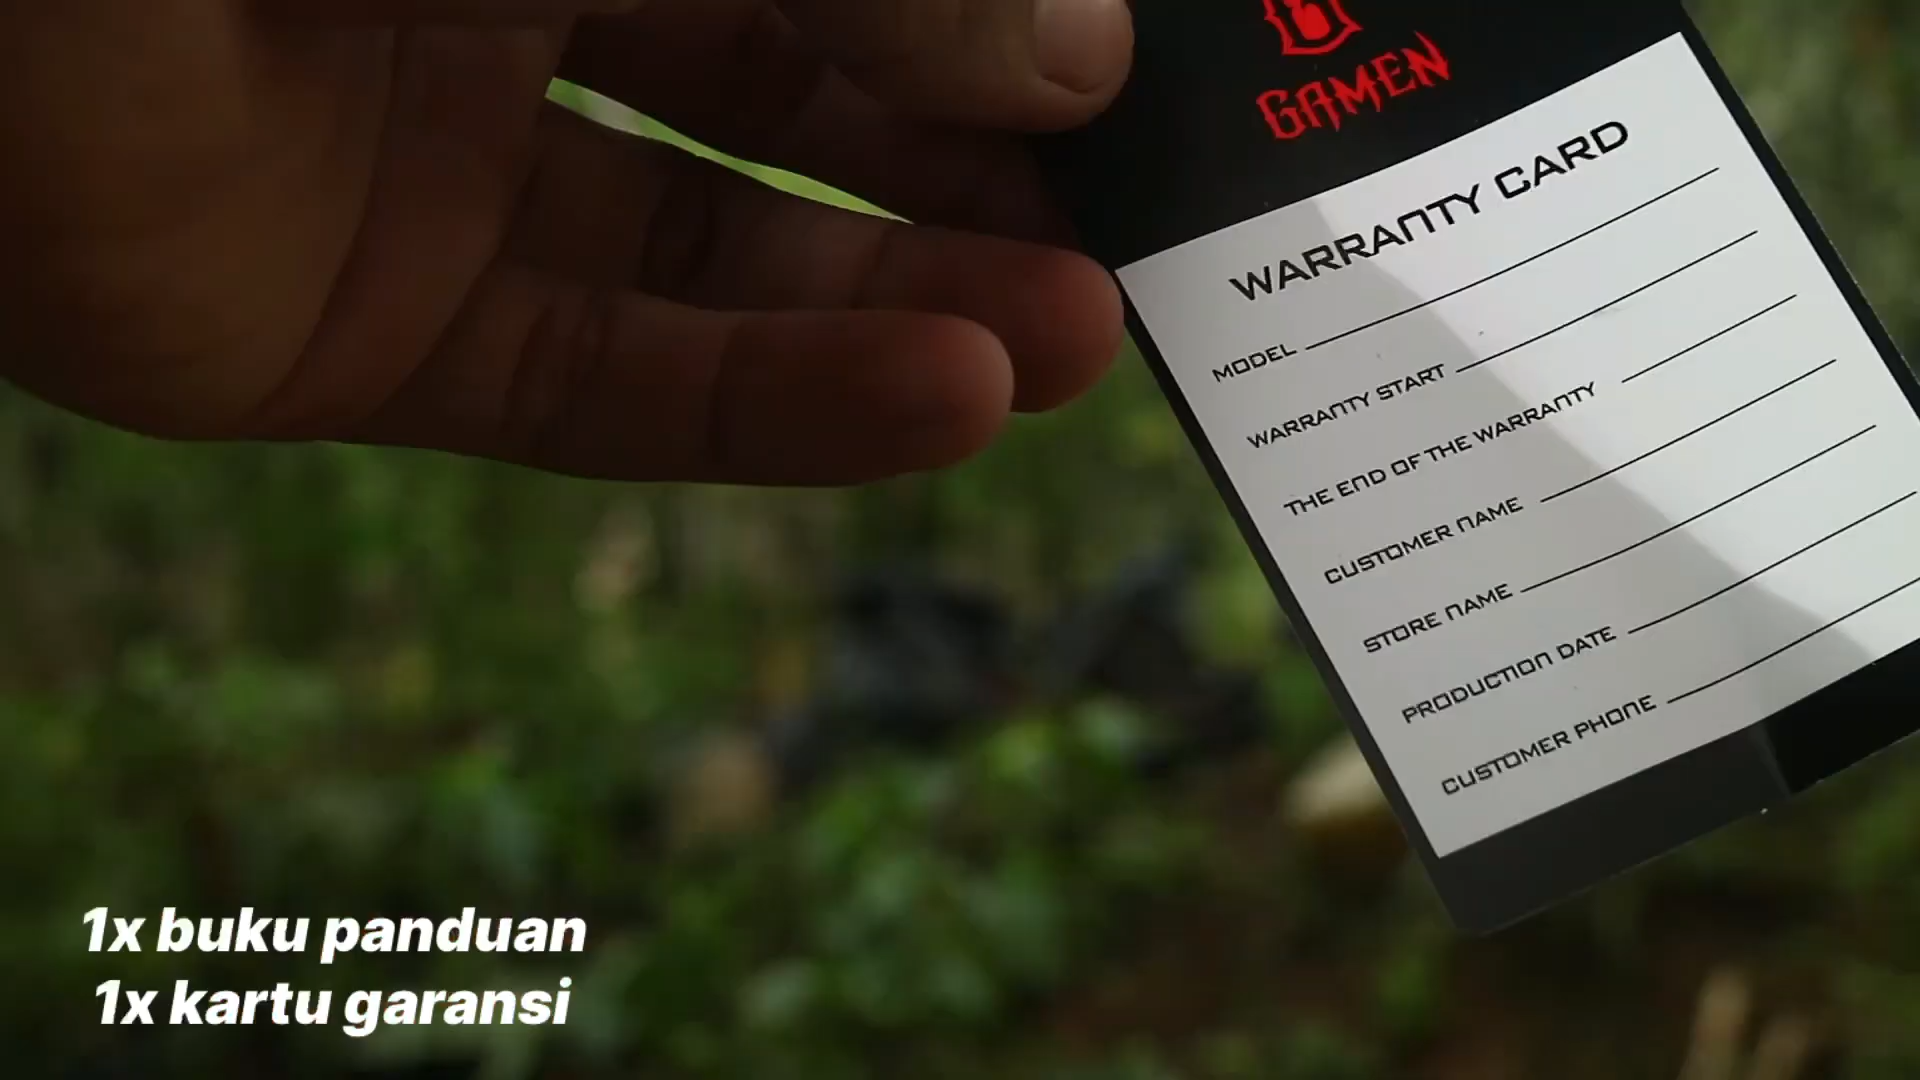 GAMEN
WARRANTY CARD
MODEL
WARRANTY START
THE END OF THE WARRANTY
CUSTOMER NAME
STORE NAME
PRODUCTION DATE
CUSTOMER PHONE
1x buku panduan
1x kartu garansi